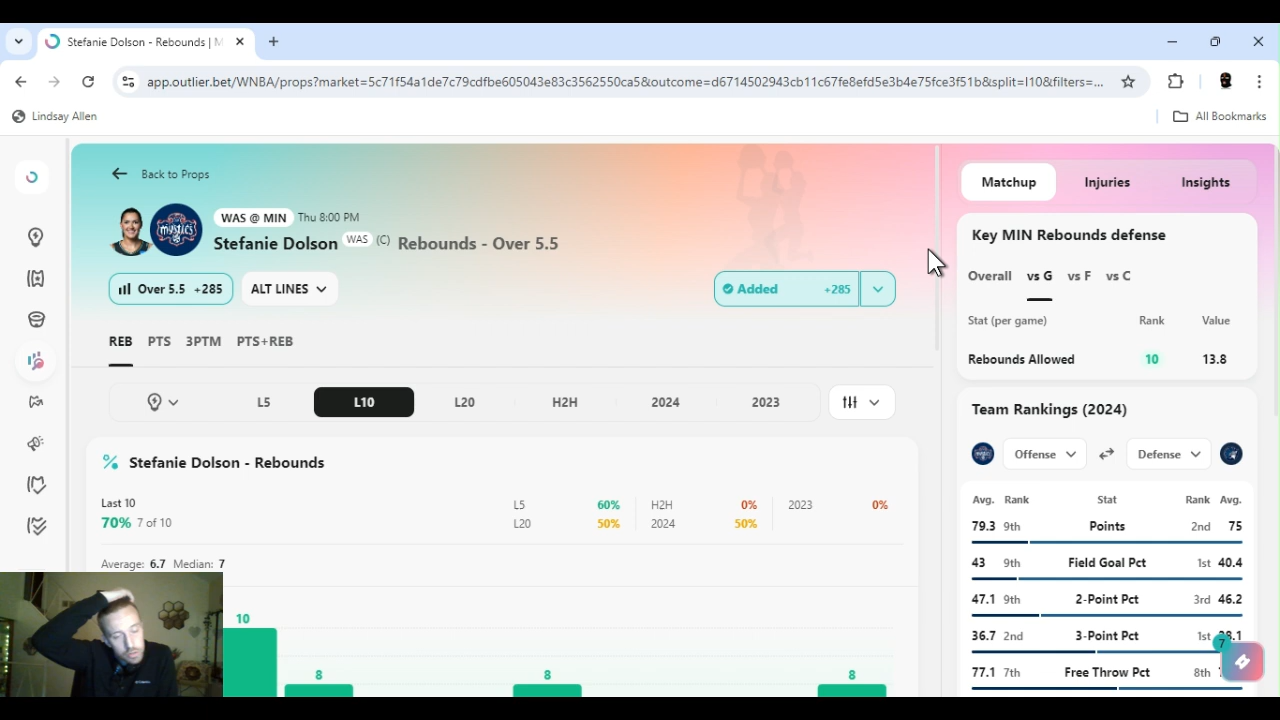 Stefanie Dolson - Rebounds | M
app.outlier.bet/WNBA/props?market=5c71f54a1de7c79cdfbe605043e83c3562550ca5&outcome=d6714502943cb11c67fe8efd5e3b4e75fce3f51b&split=l10&filters=...
Lindsay Allen
All Bookmarks
Back to Props
WAS @ MIN Thu 8:00 PM
Stefanie Dolson WAS (C) Rebounds - Over 5.5
Over 5.5 +285 ALT LINES
Added +285
REB PTS 3PTM PTS+REB
L5 L10 L20 H2H 2024 2023
Stefanie Dolson - Rebounds
Last 10
70% 7 of 10
L5 60% H2H 0% 2023 0%
L20 50% 2024 50%
Average: 6.7 Median: 7
10
8
8
8
Matchup Injuries Insights
Key MIN Rebounds defense
Overall vs G vs F vs C
Stat (per game) Rank Value
Rebounds Allowed 10 13.8
Team Rankings (2024)
mystics
Offense Defense
Avg. Rank Stat Rank Avg.
79.3 9th Points 2nd 75
43 9th Field Goal Pct 1st 40.4
47.1 9th 2-Point Pct 3rd 46.2
36.7 2nd 3-Point Pct 1st
7
77.1 7th Free Throw Pct 8th